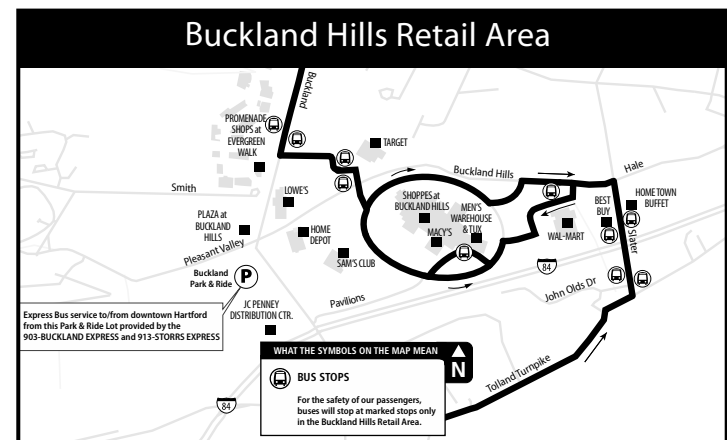 Buckland Hills Retail Area
Buckland
PROMENADE
SHOPS at
EVERGREEN
WALK
TARGET
Buckland Hills
Hale
Smith
LOWE'S
SHOPPES at
BUCKLAND HILLS
MEN'S
WAREHOUSE
& TUX
BEST
BUY
HOME TOWN
BUFFET
PLAZA at
BUCKLAND
HILLS
HOME
DEPOT
MACY'S
WAL-MART
Slater
Pleasant Valley
SAM'S CLUB
84
Buckland
Park & Ride
P
Pavilions
John Olds Dr
Express Bus service to/from downtown Hartford
from this Park & Ride Lot provided by the
903-BUCKLAND EXPRESS and 913-STORRS EXPRESS
JC PENNEY
DISTRIBUTION CTR.
WHAT THE SYMBOLS ON THE MAP MEAN
N
BUS STOPS
For the safety of our passengers,
buses will stop at marked stops only
in the Buckland Hills Retail Area.
Tolland Turnpike
84